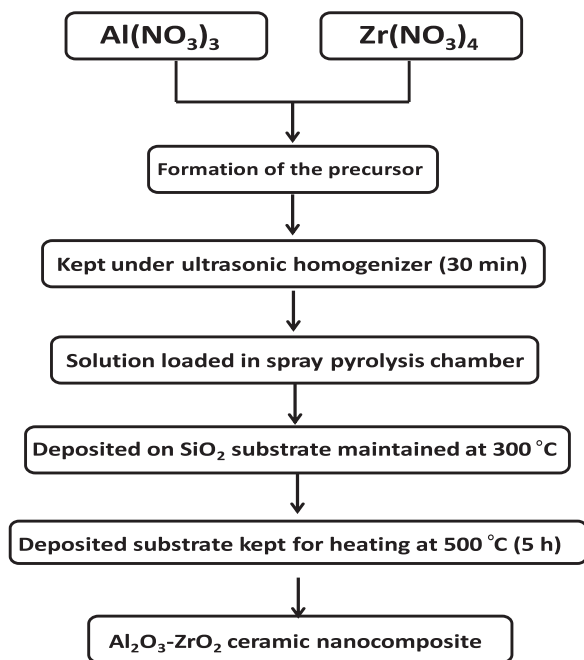 Al(NO₃)₃
Zr(NO₃)₄
Formation of the precursor
Kept under ultrasonic homogenizer (30 min)
Solution loaded in spray pyrolysis chamber
Deposited on SiO₂ substrate maintained at 300 °C
Deposited substrate kept for heating at 500 °C (5 h)
Al₂O₃-ZrO₂ ceramic nanocomposite